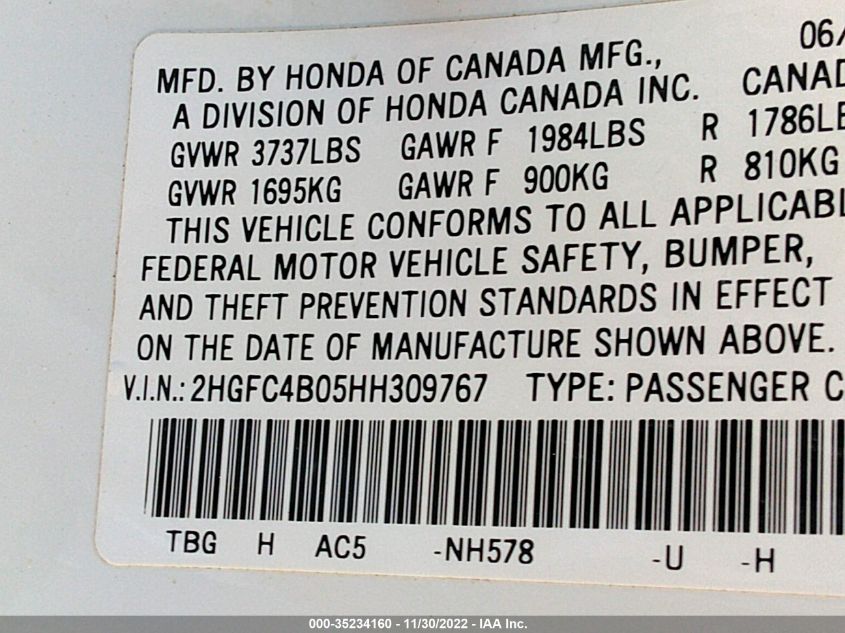 06/
MFD. BY HONDA OF CANADA MFG.,
A DIVISION OF HONDA CANADA INC.
GVWR 3737LBS GAWR F 1984LBS R 1786LB
GVWR 1695KG GAWR F 900KG R 810KG
THIS VEHICLE CONFORMS TO ALL APPLICABL
FEDERAL MOTOR VEHICLE SAFETY, BUMPER,
AND THEFT PREVENTION STANDARDS IN EFFECT
ON THE DATE OF MANUFACTURE SHOWN ABOVE.
V.I.N.: 2HGFC4B05HH309767 TYPE: PASSENGER C
TBG H AC5 -NH578 -U -H
000-35234160 - 11/30/2022 - IAA Inc.